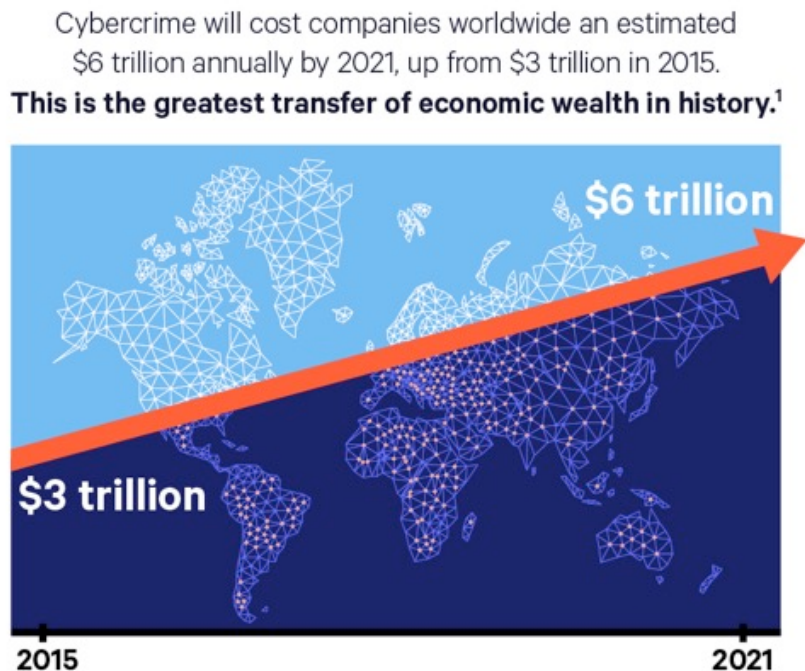 Cybercrime will cost companies worldwide an estimated
$6 trillion annually by 2021, up from $3 trillion in 2015.
This is the greatest transfer of economic wealth in history.¹
$6 trillion
$3 trillion
2015
2021